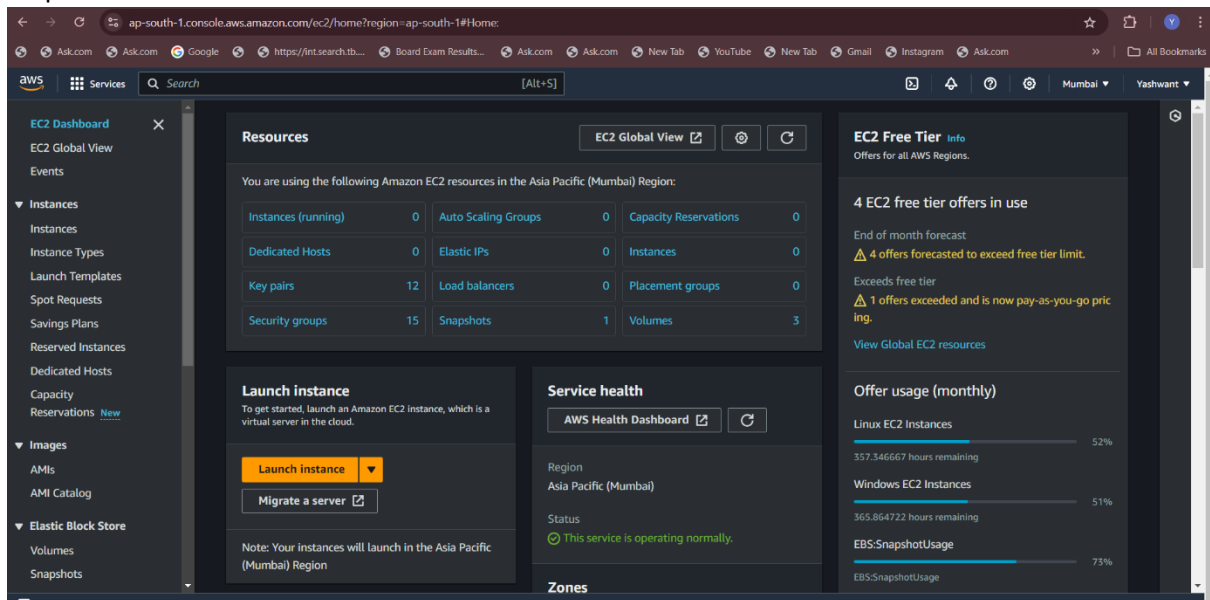 ap-south-1.console.aws.amazon.com/ec2/home?region=ap-south-1#Home:
Ask.com Ask.com Google https://int.search.tb.... Board Exam Results... Ask.com Ask.com New Tab YouTube New Tab Gmail Instagram Ask.com » All Bookmarks
aws Services Search [Alt+S] Mumbai ▼ Yashwant ▼
EC2 Dashboard
EC2 Global View
Events
Instances
Instances
Instance Types
Launch Templates
Spot Requests
Savings Plans
Reserved Instances
Dedicated Hosts
Capacity
Reservations New
Images
AMIs
AMI Catalog
Elastic Block Store
Volumes
Snapshots
Resources
EC2 Global View
You are using the following Amazon EC2 resources in the Asia Pacific (Mumbai) Region:
Instances (running) 0 Auto Scaling Groups 0 Capacity Reservations 0
Dedicated Hosts 0 Elastic IPs 0 Instances 0
Key pairs 12 Load balancers 0 Placement groups 0
Security groups 15 Snapshots 1 Volumes 3
Launch instance
To get started, launch an Amazon EC2 instance, which is a
virtual server in the cloud.
Launch instance
Migrate a server
Note: Your instances will launch in the Asia Pacific
(Mumbai) Region
Service health
AWS Health Dashboard
Region
Asia Pacific (Mumbai)
Status
This service is operating normally.
Zones
EC2 Free Tier Info
Offers for all AWS Regions.
4 EC2 free tier offers in use
End of month forecast
4 offers forecasted to exceed free tier limit.
Exceeds free tier
1 offers exceeded and is now pay-as-you-go pric
ing.
View Global EC2 resources
Offer usage (monthly)
Linux EC2 Instances
52%
357.346667 hours remaining
Windows EC2 Instances
51%
365.864722 hours remaining
EBS:SnapshotUsage
73%
EBS:SnapshotUsage